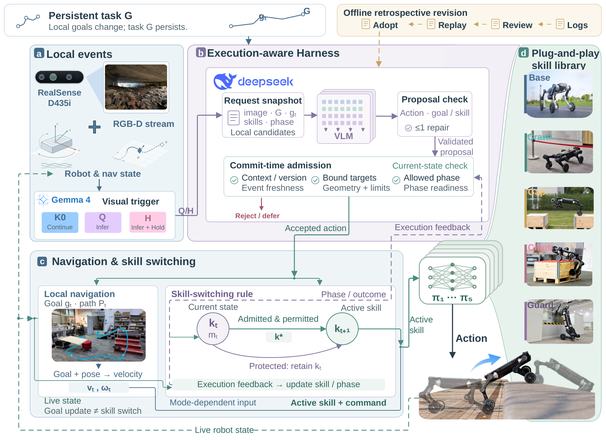 Persistent task G
Local goals change; task G persists.
gₜ
G
Offline retrospective revision
Adopt
Replay
Review
Logs
a Local events
RealSense
D435i
RGB-D stream
Robot & nav state
Gemma 4
Visual trigger
K0
Continue
Q
Infer
H
Infer + Hold
Q/H
b Execution-aware Harness
deepseek
Request snapshot
image · G · gₜ
skills · phase
Local candidates
VLM
Proposal check
Action · goal / skill
≤1 repair
Validated
proposal
Commit-time admission
Current-state check
Context / version
Event freshness
Bound targets
Geometry + limits
Allowed phase
Phase readiness
Reject / defer
Accepted action
Execution feedback
c Navigation & skill switching
Local navigation
Goal gₜ · path Pₜ
Goal + pose → velocity
vₜ , ωₜ
Live state
Goal update ≠ skill switch
Skill-switching rule
Phase / outcome
Current state
Active skill
kₜ
mₜ
Admitted & permitted
k*
kₜ₊₁
Protected: retain kₜ
Execution feedback → update skill / phase
Mode-dependent input
Active skill + command
Live robot state
π₁ ··· π₅
Active
skill
Action
d Plug-and-play
skill library
Base
Guard